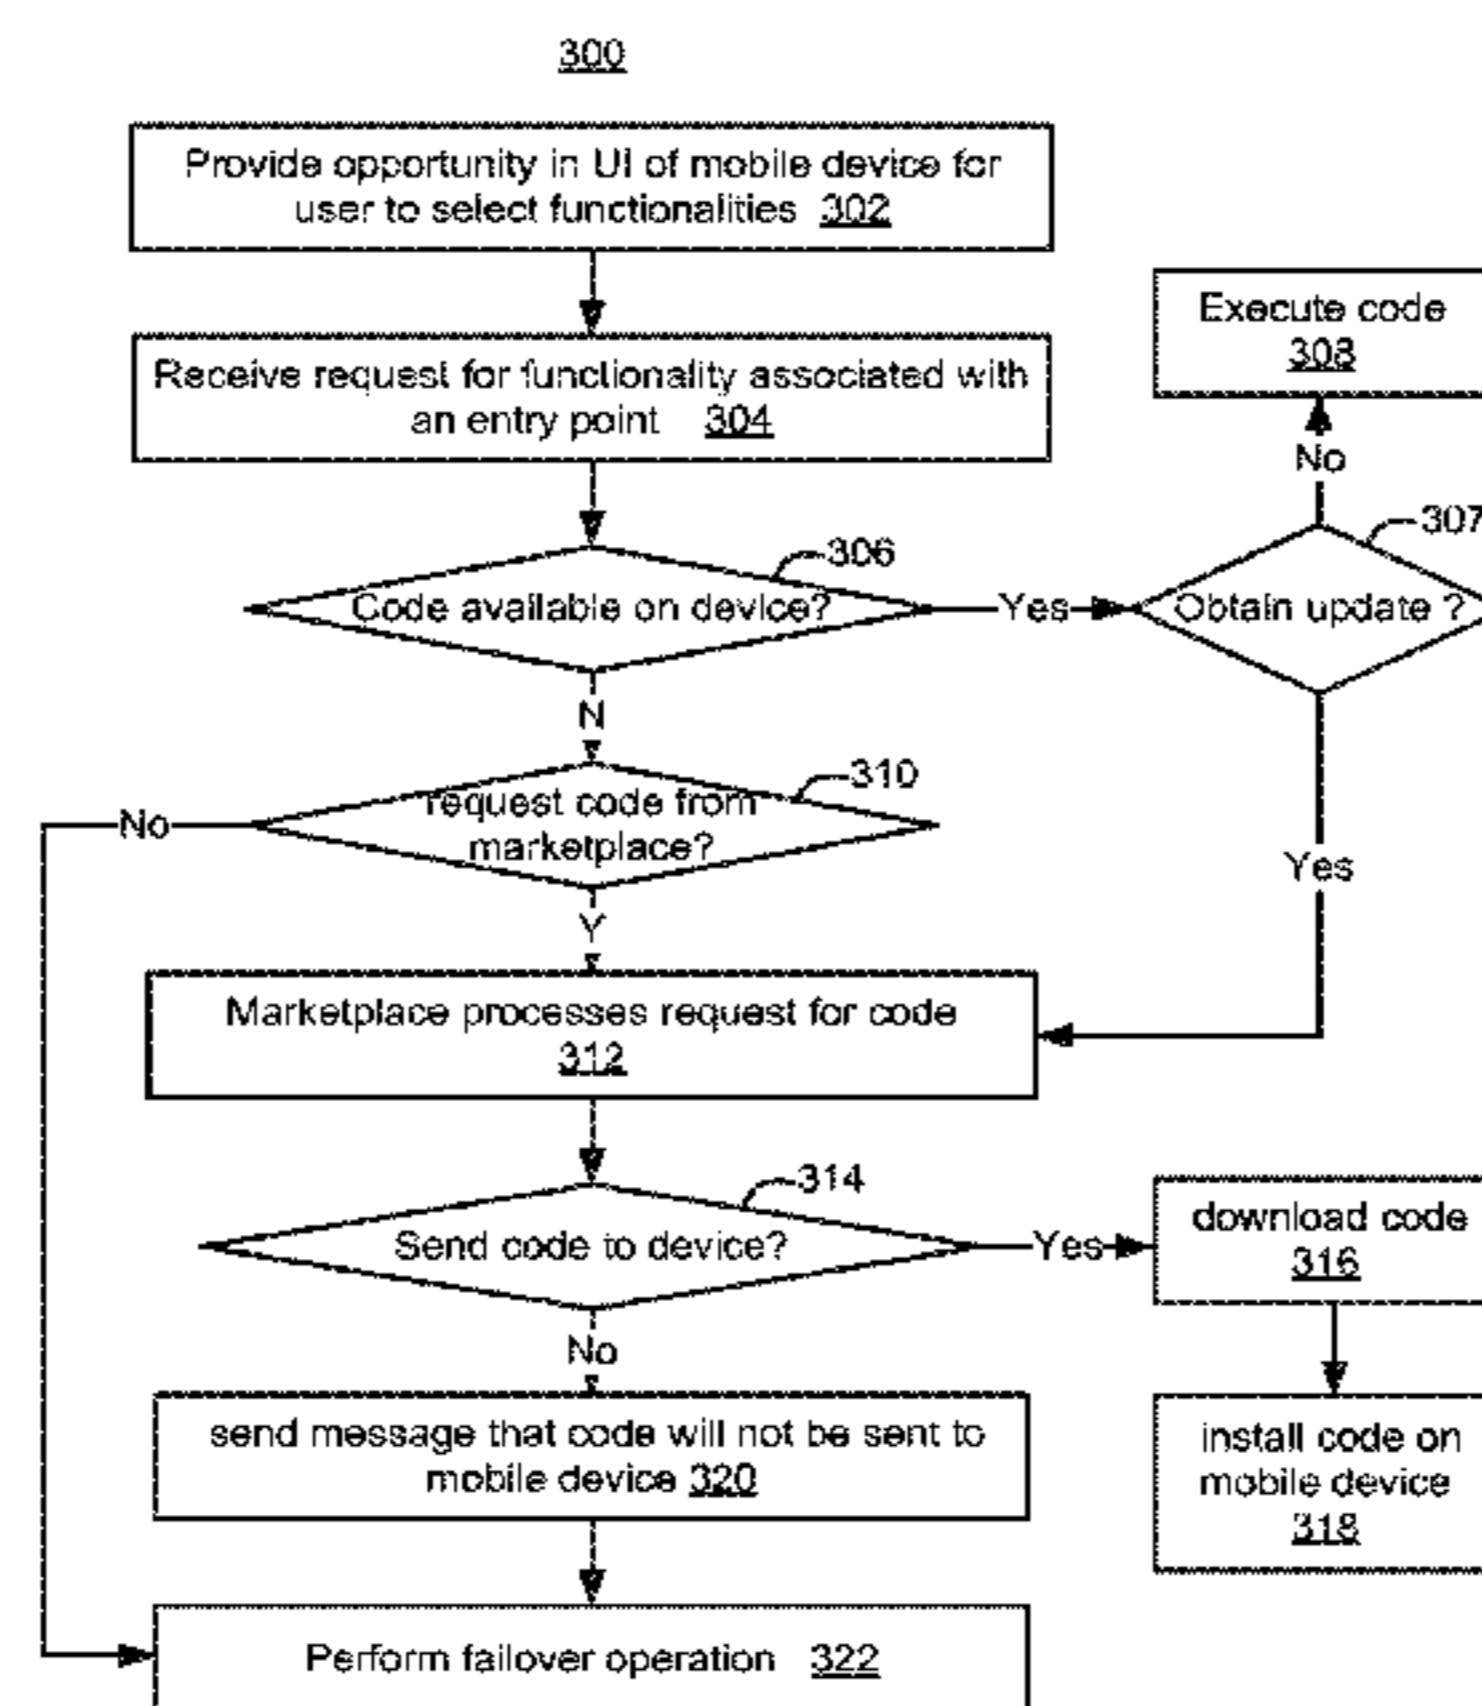 300
Provide opportunity in UI of mobile device for
user to select functionalities 302
Receive request for functionality associated with
an entry point 304
Execute code
308
No
307
306
Code available on device?
Yes
Obtain update ?
N
310
request code from
marketplace?
No
Y
Yes
Marketplace processes request for code
312
314
Send code to device?
Yes
download code
316
No
send message that code will not be sent to
mobile device 320
install code on
mobile device
318
Perform failover operation 322